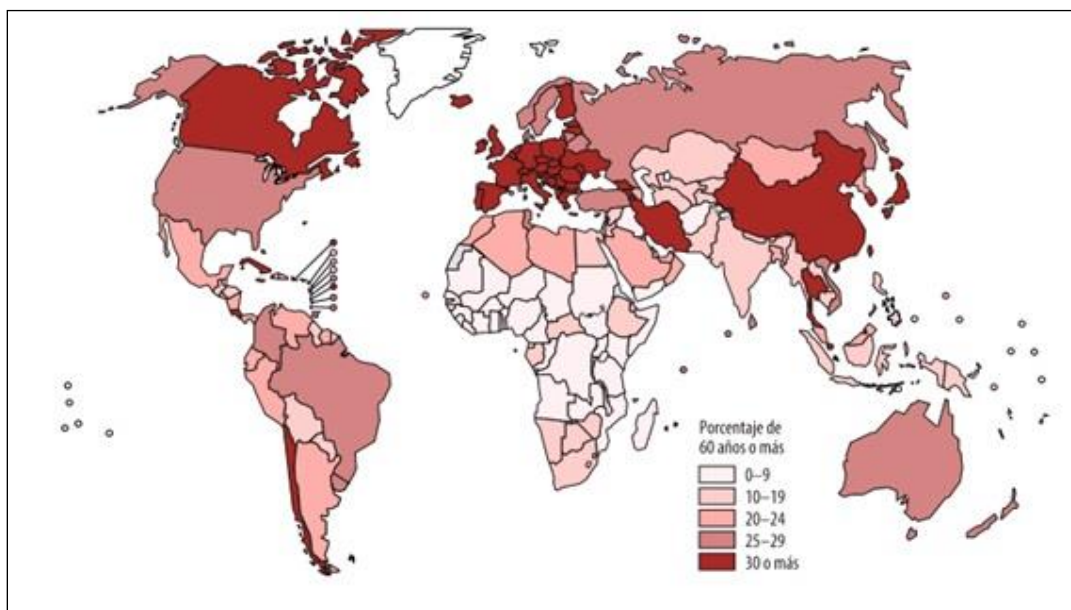 Porcentaje de
60 años o más
0–9
10–19
20–24
25–29
30 o más